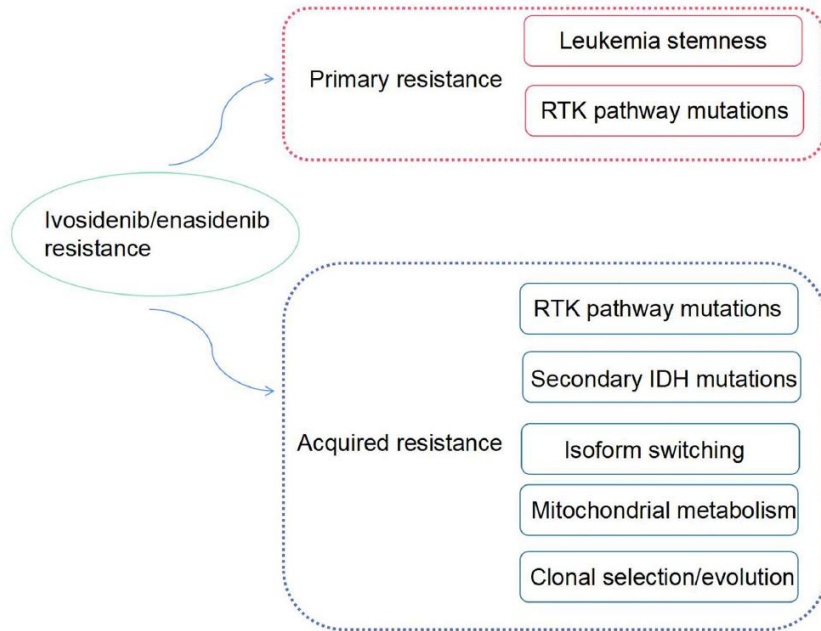 Ivosidenib/enasidenib
resistance
Primary resistance
Leukemia stemness
RTK pathway mutations
Acquired resistance
RTK pathway mutations
Secondary IDH mutations
Isoform switching
Mitochondrial metabolism
Clonal selection/evolution